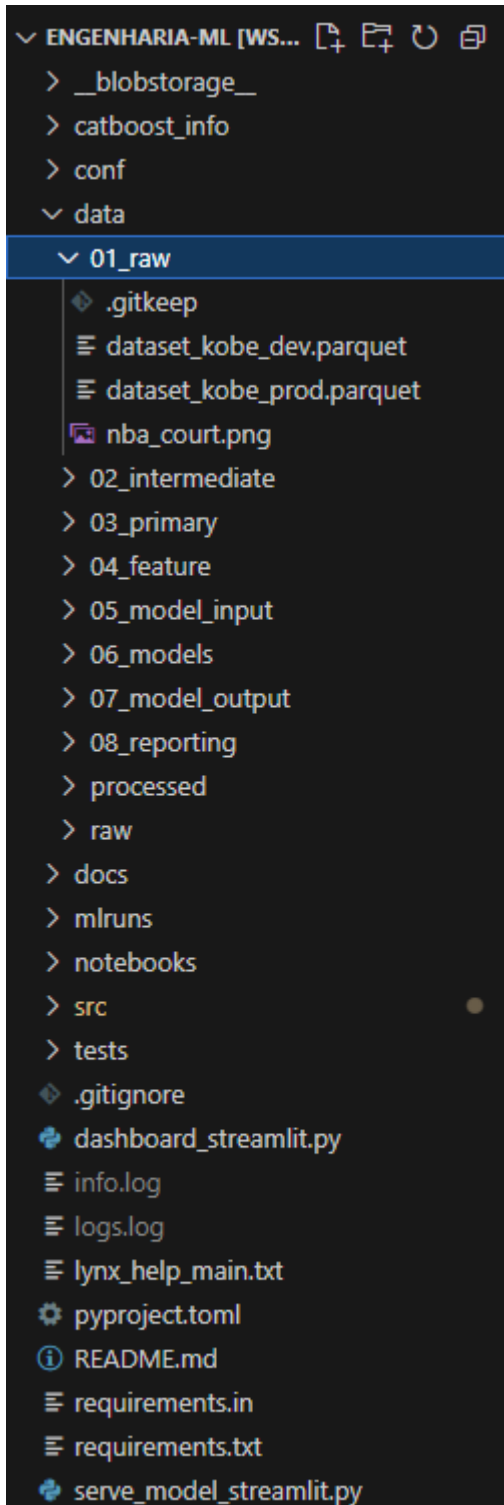 ENGENHARIA-ML [WS...
__blobstorage__
catboost_info
conf
data
01_raw
.gitkeep
dataset_kobe_dev.parquet
dataset_kobe_prod.parquet
nba_court.png
02_intermediate
03_primary
04_feature
05_model_input
06_models
07_model_output
08_reporting
processed
raw
docs
mlruns
notebooks
src
tests
.gitignore
dashboard_streamlit.py
info.log
logs.log
lynx_help_main.txt
pyproject.toml
README.md
requirements.in
requirements.txt
serve_model_streamlit.py